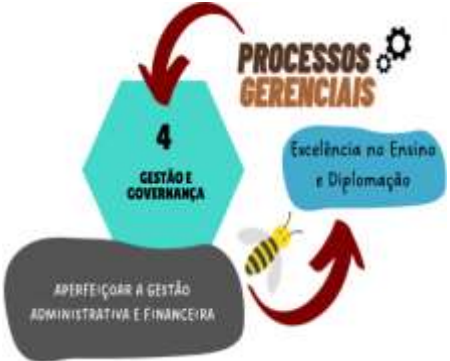 PROCESSOS
GERENCIAIS
4
GESTÃO E
GOVERNANÇA
Excelência no Ensino
e Diplomação
APERFEIÇOAR A GESTÃO
ADMINISTRATIVA E FINANCEIRA